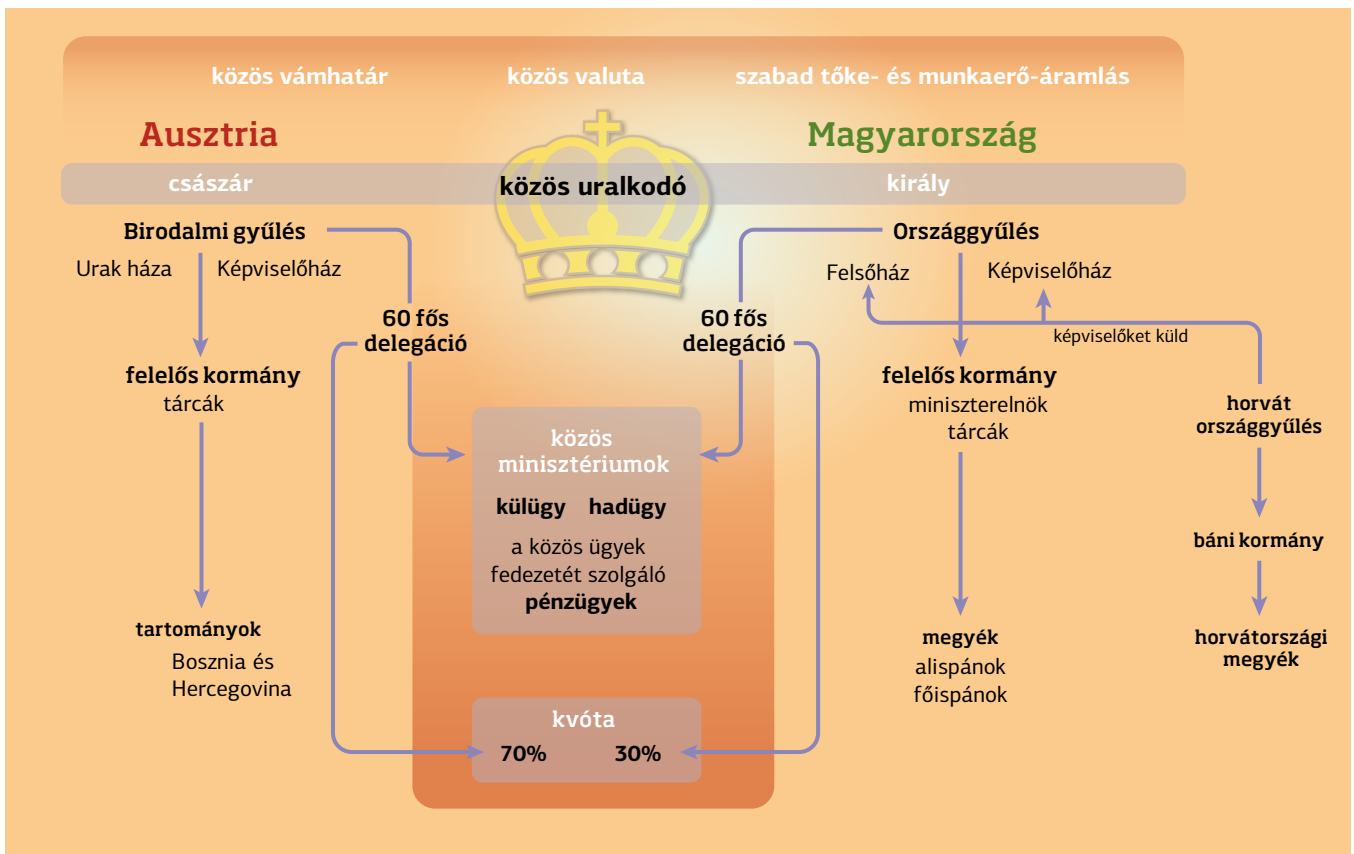 közös vámhatár
közös valuta
szabad tőke- és munkaerő-áramlás
Ausztria
Magyarország
császár
közös uralkodó
király
Birodalmi gyűlés
Urak háza
Képviselőház
60 fős
delegáció
felelős kormány
tárcák
tartományok
Bosznia és
Hercegovina
közös
minisztériumok
külügy hadügy
a közös ügyek
fedezetét szolgáló
pénzügyek
kvóta
70% 30%
Országgyűlés
Felsőház
Képviselőház
képviselőket küld
60 fős
delegáció
felelős kormány
miniszterelnök
tárcák
megyék
alispánok
főispánok
horvát
országgyűlés
báni kormány
horvátországi
megyék